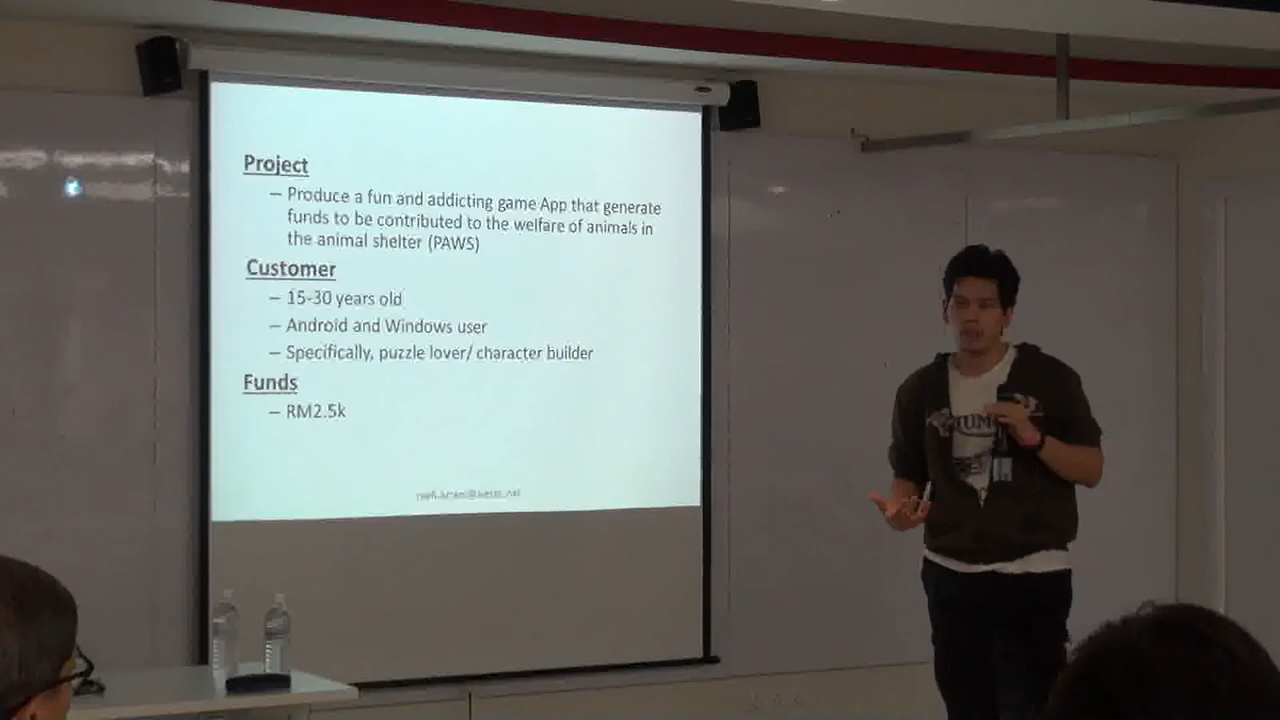 Project
– Produce a fun and addicting game App that generate
funds to be contributed to the welfare of animals in
the animal shelter (PAWS)
Customer
– 15-30 years old
– Android and Windows user
– Specifically, puzzle lover/ character builder
Funds
– RM2.5k